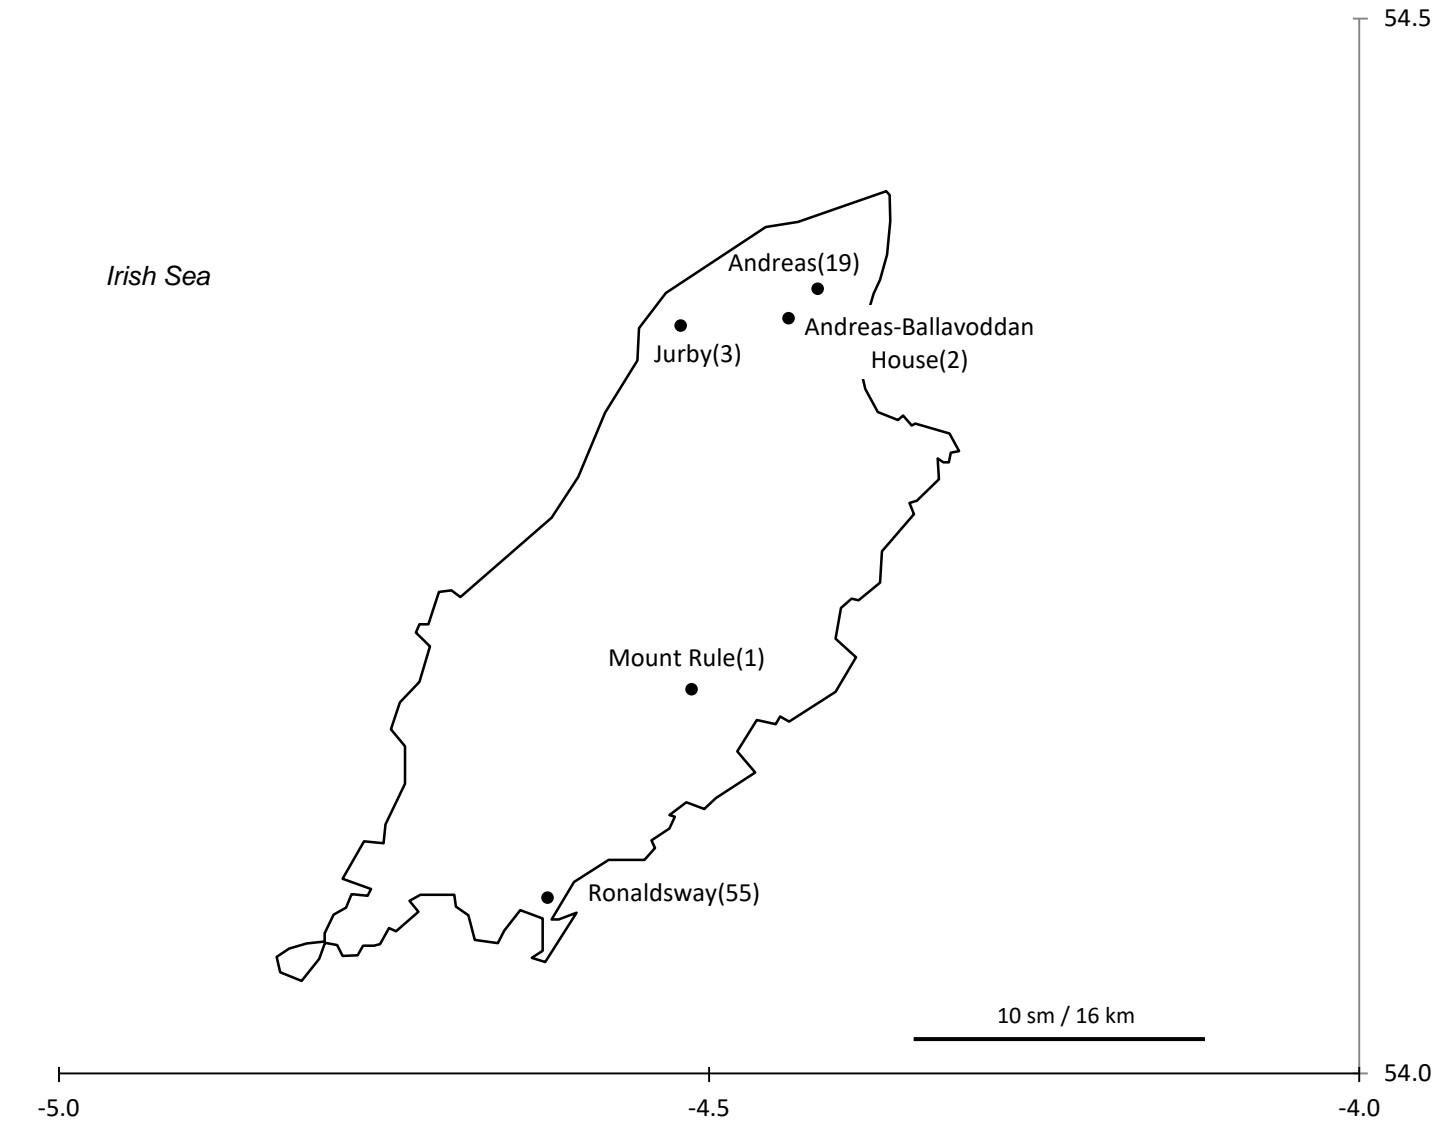 54.5
Irish Sea
Andreas(19)
Andreas-Ballavoddan
House(2)
Jurby(3)
Mount Rule(1)
Ronaldsway(55)
10 sm / 16 km
54.0
-5.0
-4.5
-4.0